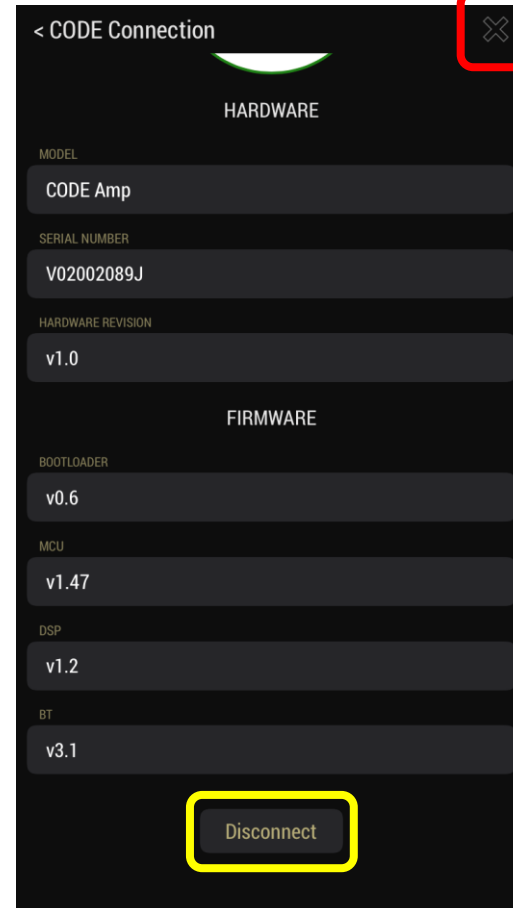 < CODE Connection
HARDWARE
MODEL
CODE Amp
SERIAL NUMBER
V02002089J
HARDWARE REVISION
v1.0
FIRMWARE
BOOTLOADER
v0.6
MCU
v1.47
DSP
v1.2
BT
v3.1
Disconnect